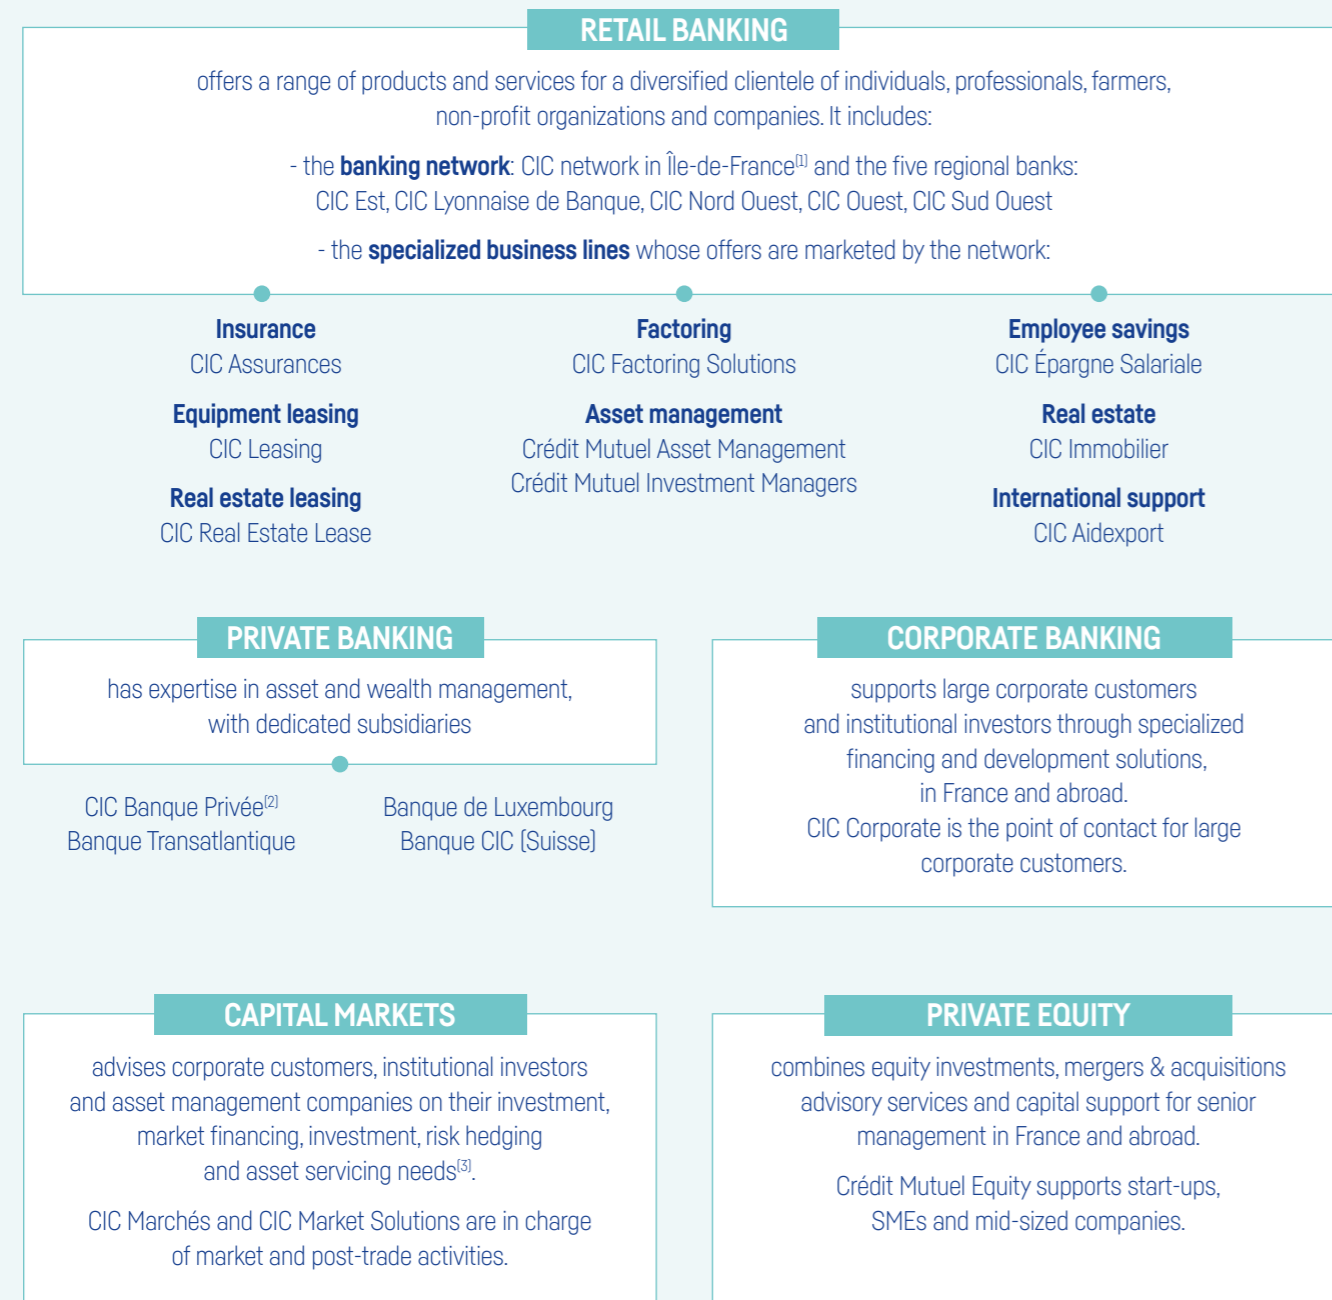 RETAIL BANKING
offers a range of products and services for a diversified clientele of individuals, professionals, farmers,
non-profit organizations and companies. It includes:
- the banking network: CIC network in Île-de-France[1] and the five regional banks:
CIC Est, CIC Lyonnaise de Banque, CIC Nord Ouest, CIC Ouest, CIC Sud Ouest
- the specialized business lines whose offers are marketed by the network:
Insurance
CIC Assurances
Equipment leasing
CIC Leasing
Real estate leasing
CIC Real Estate Lease
Factoring
CIC Factoring Solutions
Asset management
Crédit Mutuel Asset Management
Crédit Mutuel Investment Managers
Employee savings
CIC Épargne Salariale
Real estate
CIC Immobilier
International support
CIC Aidexport
PRIVATE BANKING
has expertise in asset and wealth management,
with dedicated subsidiaries
CIC Banque Privée[2]
Banque Transatlantique
Banque de Luxembourg
Banque CIC (Suisse)
CORPORATE BANKING
supports large corporate customers
and institutional investors through specialized
financing and development solutions,
in France and abroad.
CIC Corporate is the point of contact for large
corporate customers.
CAPITAL MARKETS
advises corporate customers, institutional investors
and asset management companies on their investment,
market financing, investment, risk hedging
and asset servicing needs[3].
CIC Marchés and CIC Market Solutions are in charge
of market and post-trade activities.
PRIVATE EQUITY
combines equity investments, mergers & acquisitions
advisory services and capital support for senior
management in France and abroad.
Crédit Mutuel Equity supports start-ups,
SMEs and mid-sized companies.